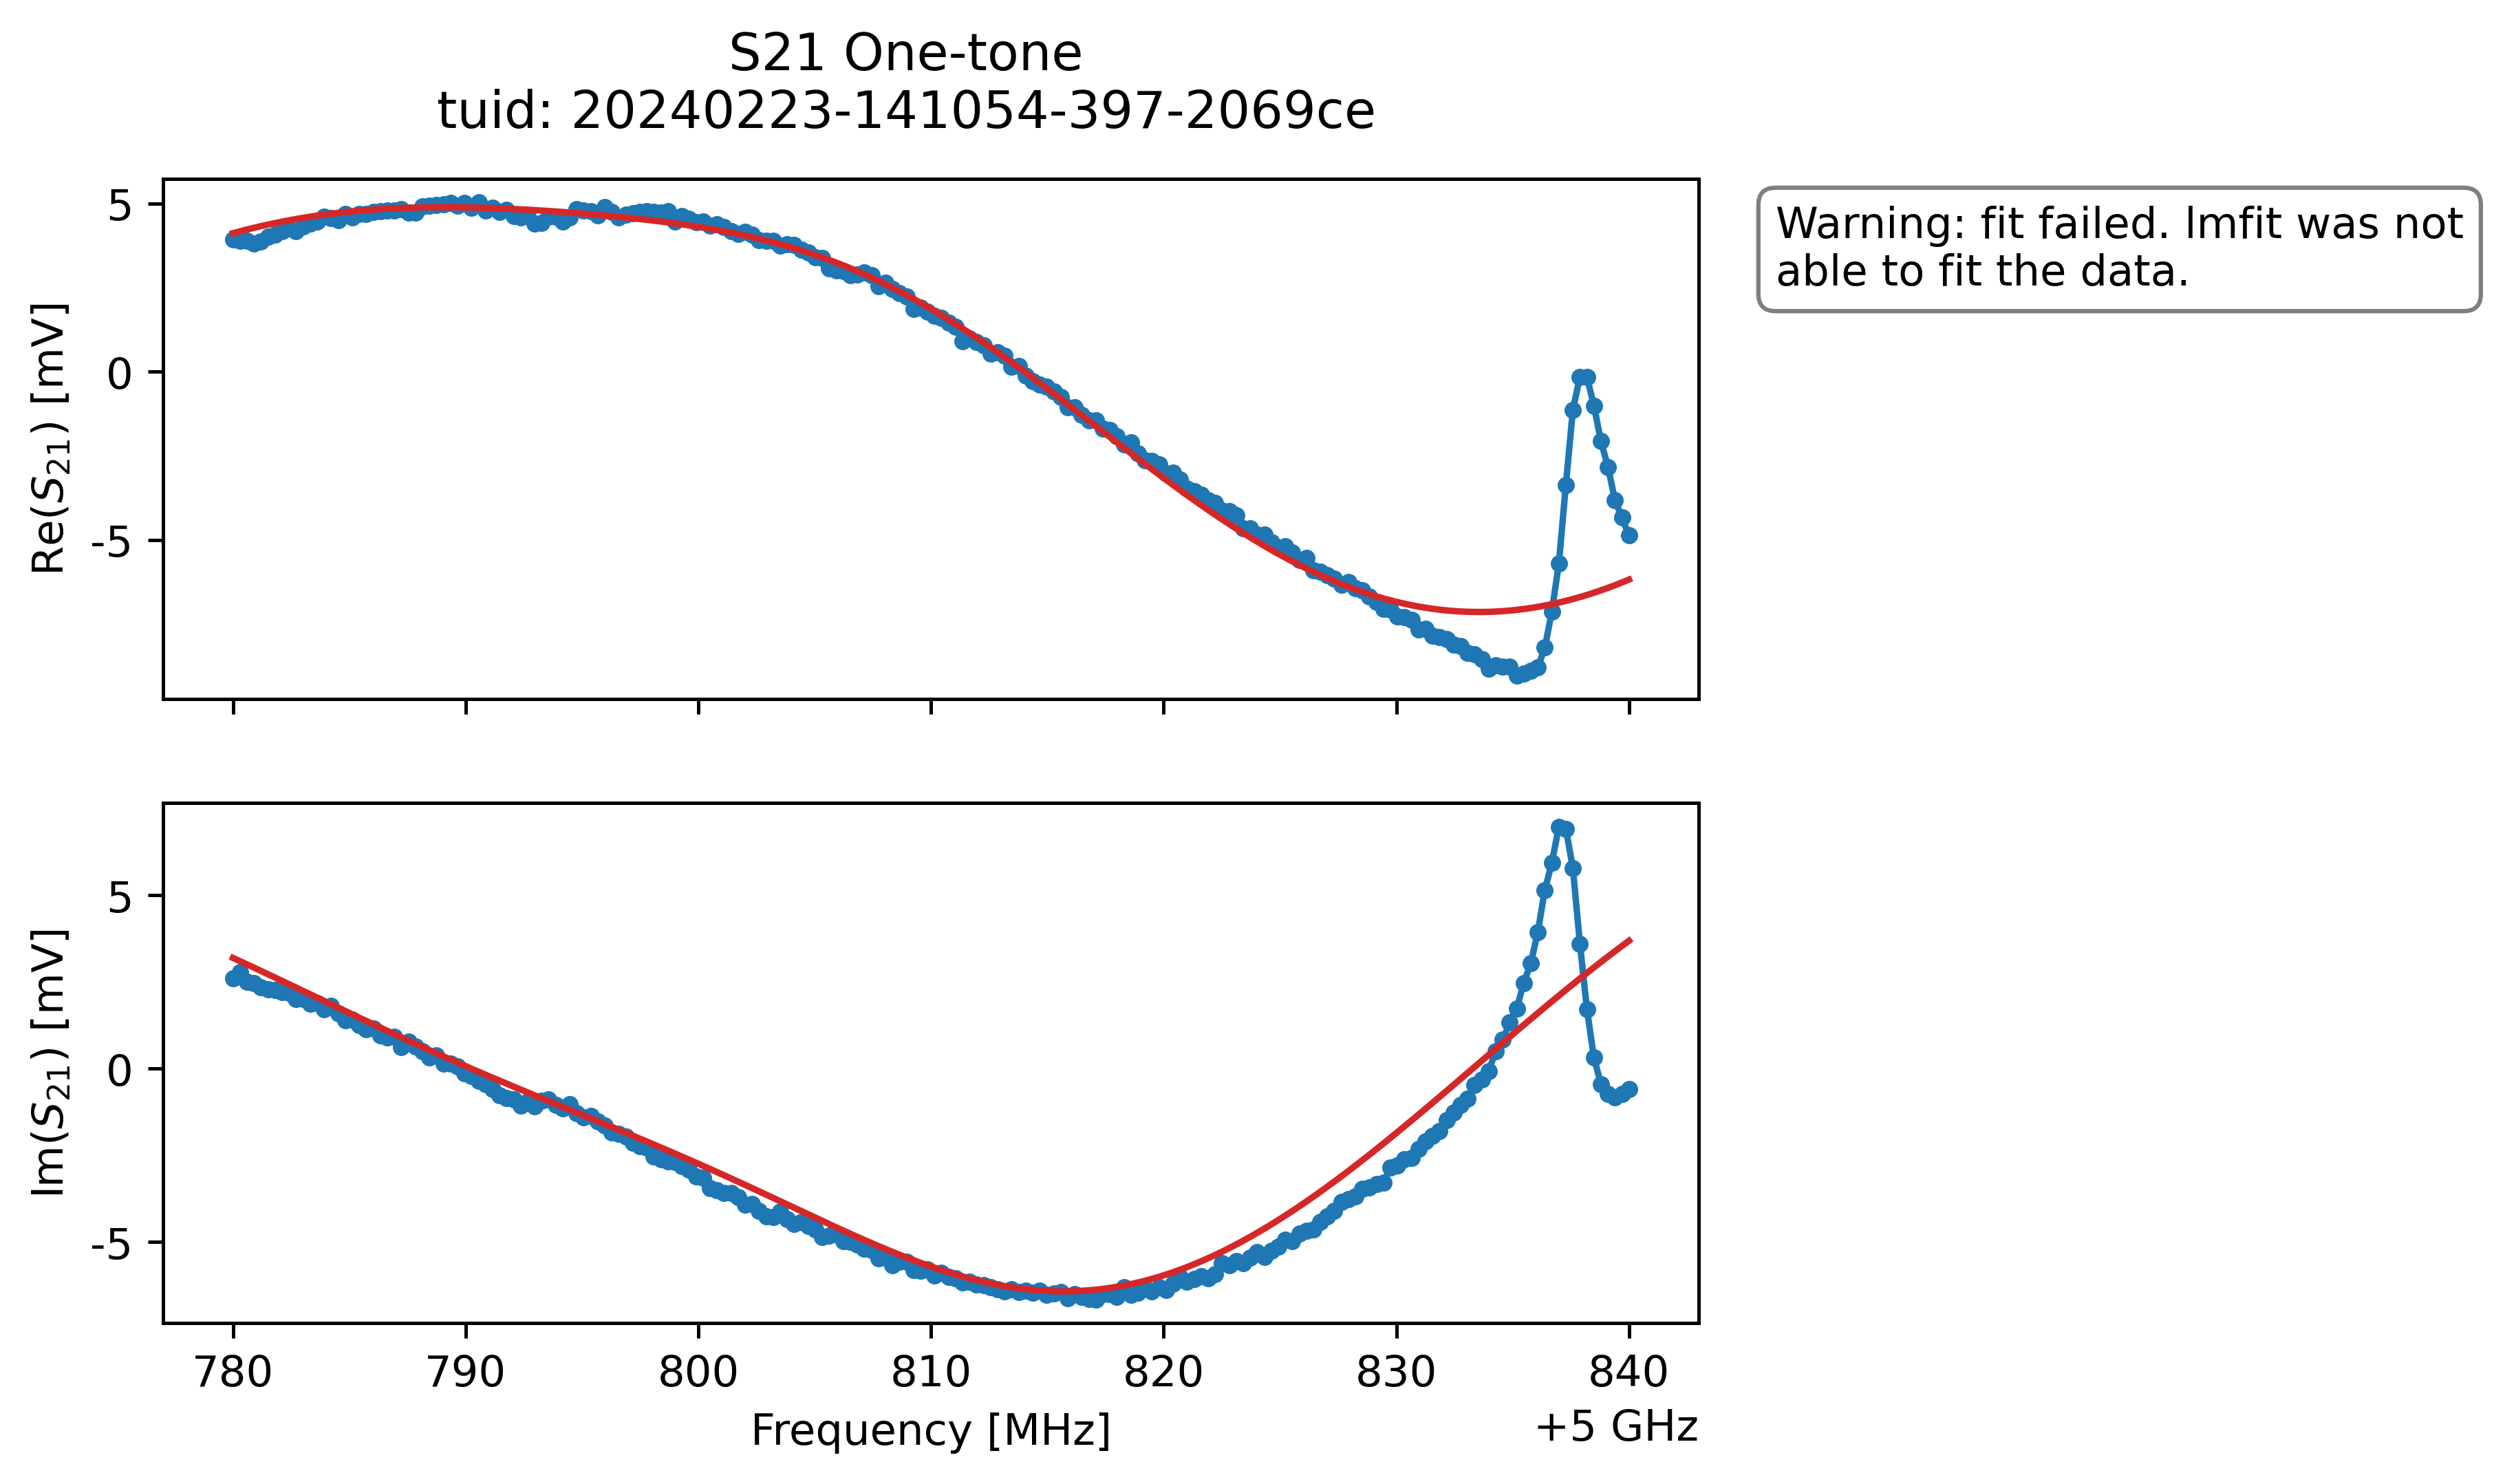 S21 One-tone
tuid: 20240223-141054-397-2069ce
Warning: fit failed. lmfit was not
able to fit the data.
5
0
-5
Re(S21) [mV]
5
0
-5
Im(S21) [mV]
780 790 800 810 820 830 840
Frequency [MHz]
+5 GHz